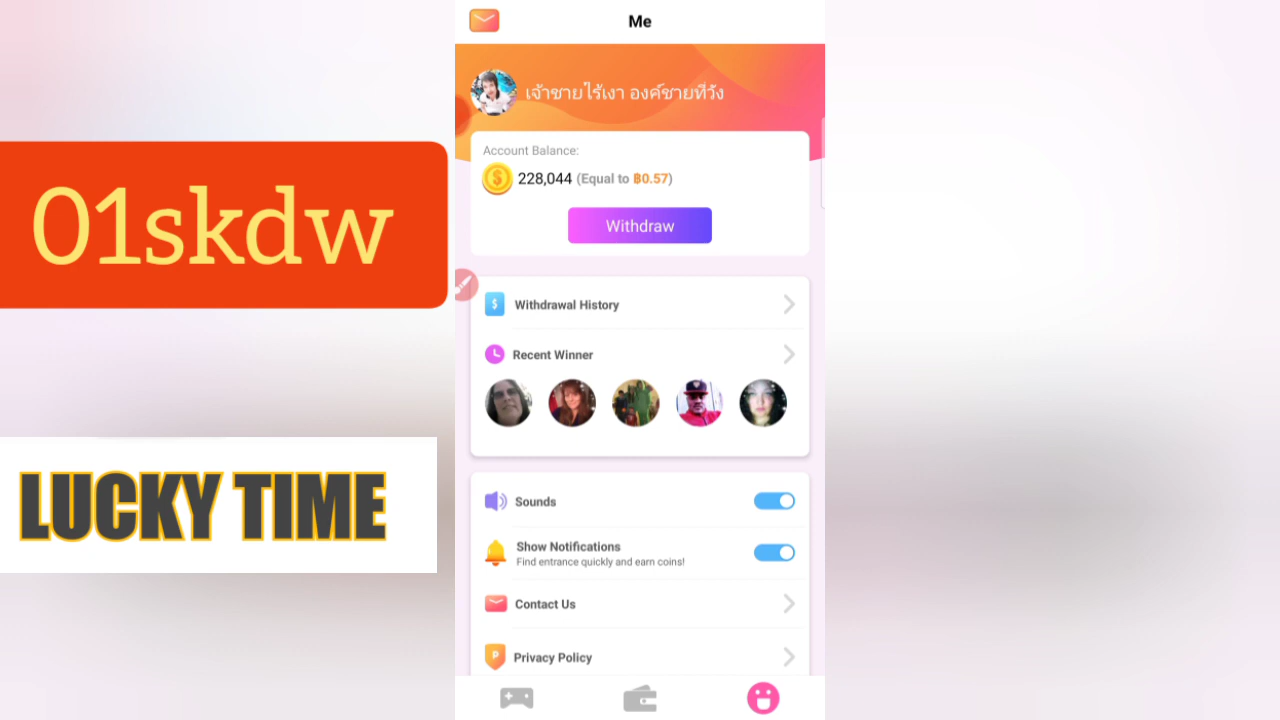 Me
เจ้าชายไร้เงา องค์ชายที่วัง
Account Balance:
$ 228,044 (Equal to ฿0.57)
Withdraw
01skdw
$ Withdrawal History
Recent Winner
LUCKY TIME
Sounds
Show Notifications
Find entrance quickly and earn coins!
Contact Us
P Privacy Policy